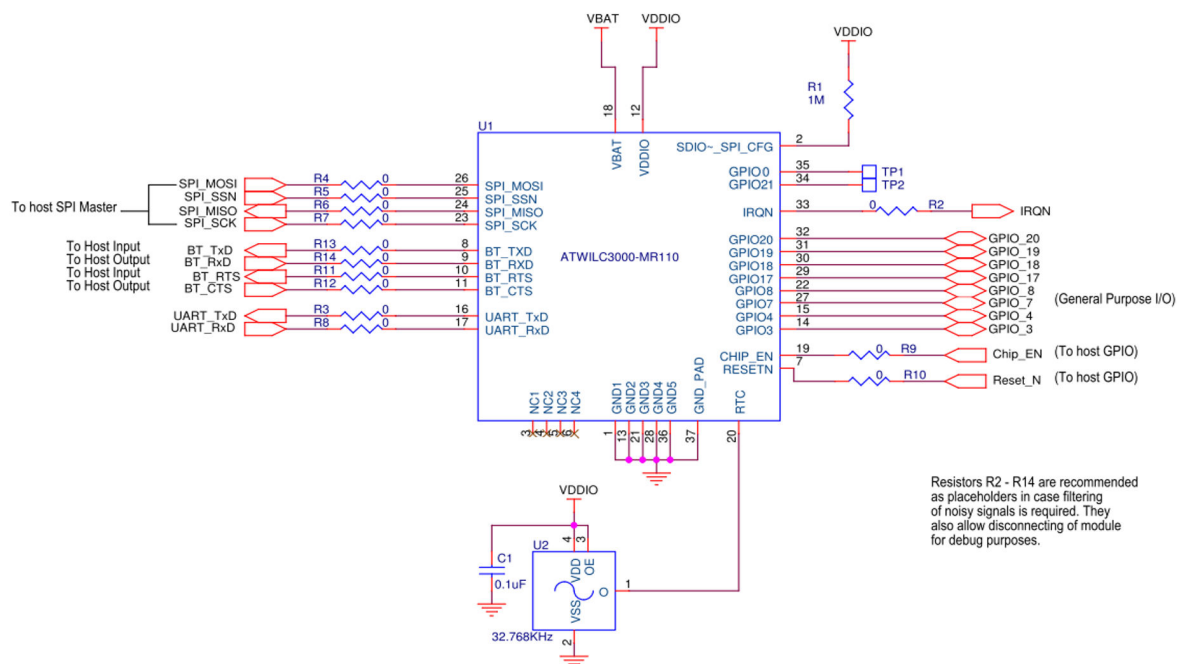 VBAT
VDDIO
VDDIO
R1
1M
18
12
U1
VBAT
VDDIO
SDIO~_SPI_CFG
2
GPIO0
35
TP1
GPIO21
34
TP2
To host SPI Master
SPI_MOSI
R4
0
26
SPI_MOSI
SPI_SSN
R5
0
25
SPI_SSN
SPI_MISO
R6
0
24
SPI_MISO
SPI_SCK
R7
0
23
SPI_SCK
IRQN
33
0
R2
IRQN
To Host Input
BT_TxD
R13
0
8
BT_TXD
To Host Output
BT_RxD
R14
0
9
BT_RXD
To Host Input
BT_RTS
R11
0
10
BT_RTS
To Host Output
BT_CTS
R12
0
11
BT_CTS
ATWILC3000-MR110
GPIO20
32
GPIO_20
GPIO19
31
GPIO_19
GPIO18
30
GPIO_18
GPIO17
29
GPIO_17
GPIO8
22
GPIO_8
GPIO7
27
GPIO_7
GPIO4
15
GPIO_4
GPIO3
14
GPIO_3
(General Purpose I/O)
UART_TxD
R3
0
16
UART_TxD
UART_RxD
R8
0
17
UART_RxD
CHIP_EN
19
0
R9
Chip_EN
(To host GPIO)
RESETN
7
0
R10
Reset_N
(To host GPIO)
NC1
NC2
NC3
NC4
GND1
GND2
GND3
GND4
GND5
GND_PAD
RTC
3
4
5
6
1
13
21
28
36
37
20
Resistors R2 - R14 are recommended
as placeholders in case filtering
of noisy signals is required. They
also allow disconnecting of module
for debug purposes.
VDDIO
C1
0.1uF
U2
4
3
VDD
OE
VSS
O
1
32.768KHz
2